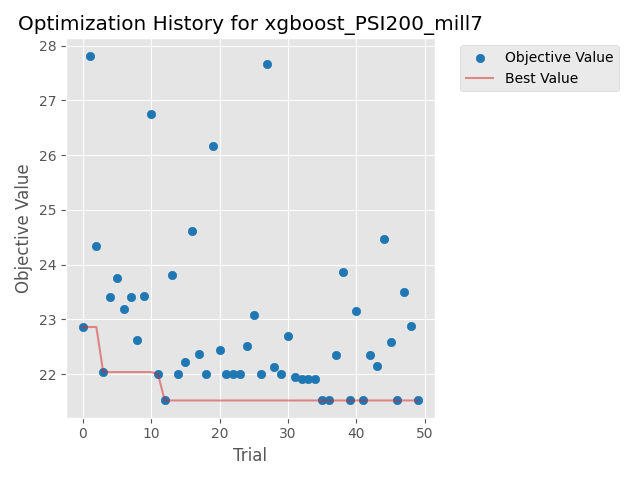 Optimization History for xgboost_PSI200_mill7
Objective Value
Best Value
28
27
26
25
24
23
22
Objective Value
0 10 20 30 40 50
Trial